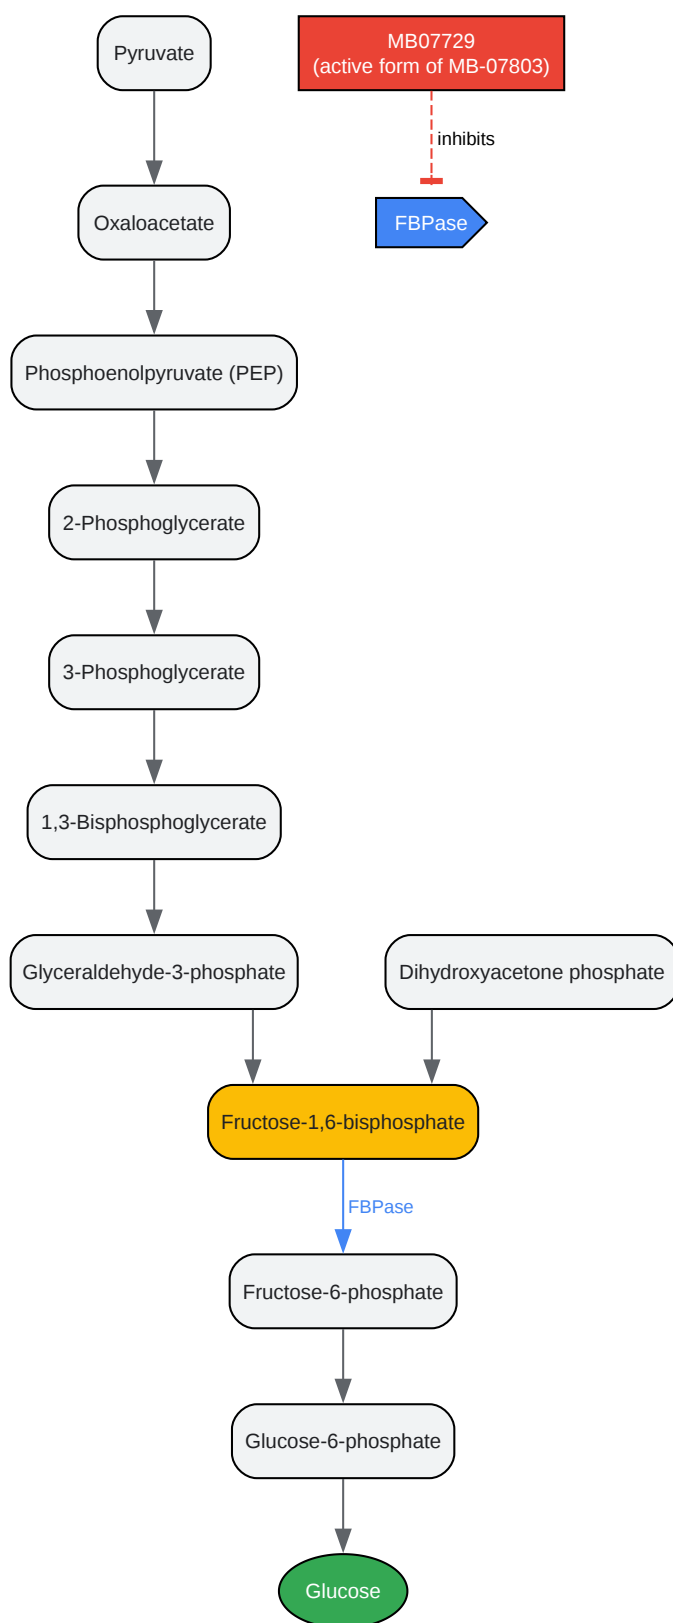 Pyruvate
MB07729
(active form of MB-07803)
inhibits
Oxaloacetate
FBPase
Phosphoenolpyruvate (PEP)
2-Phosphoglycerate
3-Phosphoglycerate
1,3-Bisphosphoglycerate
Glyceraldehyde-3-phosphate
Dihydroxyacetone phosphate
Fructose-1,6-bisphosphate
FBPase
Fructose-6-phosphate
Glucose-6-phosphate
Glucose